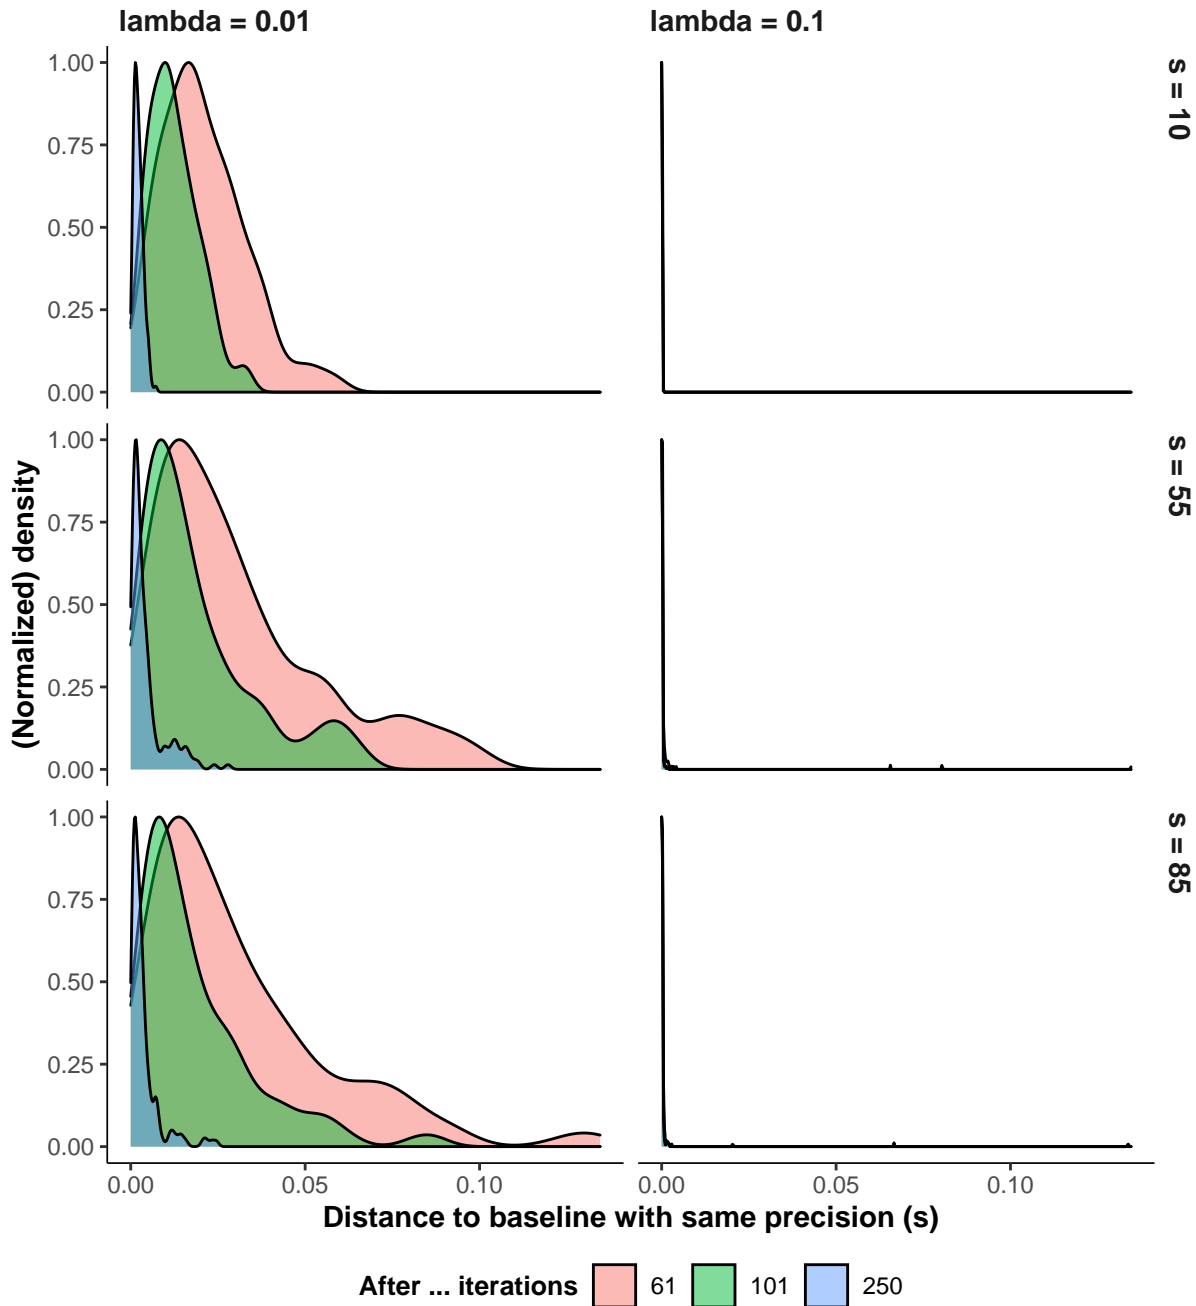 lambda = 0.01
lambda = 0.1
1.00
0.75
0.50
0.25
0.00
s = 10
1.00
0.75
0.50
0.25
0.00
s = 55
1.00
0.75
0.50
0.25
0.00
s = 85
(Normalized) density
0.00 0.05 0.10
0.00 0.05 0.10
Distance to baseline with same precision (s)
After ... iterations 61 101 250